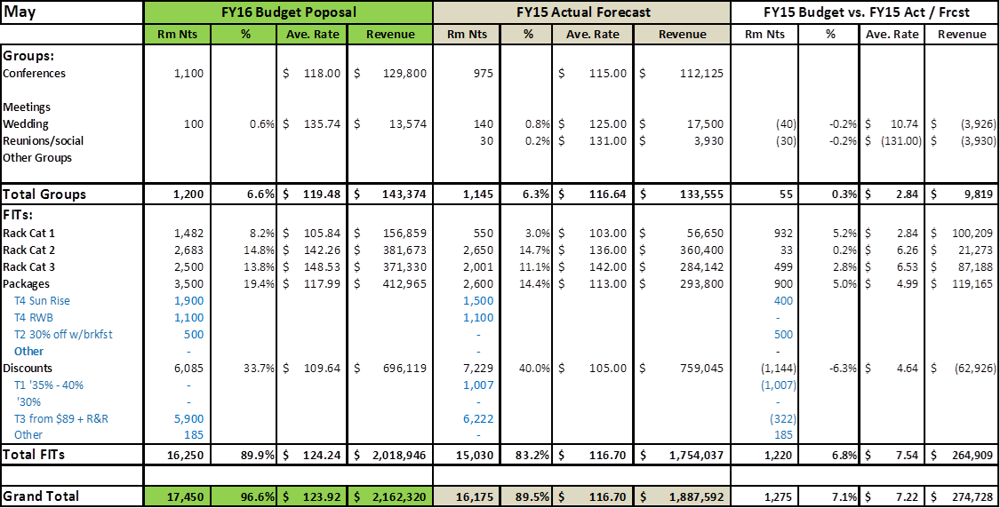 May FY16 Budget Poposal FY15 Actual Forecast FY15 Budget vs. FY15 Act / Frcst
Rm Nts % Ave. Rate Revenue Rm Nts % Ave. Rate Revenue Rm Nts % Ave. Rate Revenue
Groups:
Conferences 1,100 $ 118.00 $ 129,800 975 $ 115.00 $ 112,125
Meetings
Wedding 100 0.6% $ 135.74 $ 13,574 140 0.8% $ 125.00 $ 17,500 (40) -0.2% $ 10.74 $ (3,926)
Reunions/social 30 0.2% $ 131.00 $ 3,930 (30) -0.2% $ (131.00) $ (3,930)
Other Groups
Total Groups 1,200 6.6% $ 119.48 $ 143,374 1,145 6.3% $ 116.64 $ 133,555 55 0.3% $ 2.84 $ 9,819
FITs:
Rack Cat 1 1,482 8.2% $ 105.84 $ 156,859 550 3.0% $ 103.00 $ 56,650 932 5.2% $ 2.84 $ 100,209
Rack Cat 2 2,683 14.8% $ 142.26 $ 381,673 2,650 14.7% $ 136.00 $ 360,400 33 0.2% $ 6.26 $ 21,273
Rack Cat 3 2,500 13.8% $ 148.53 $ 371,330 2,001 11.1% $ 142.00 $ 284,142 499 2.8% $ 6.53 $ 87,188
Packages 3,500 19.4% $ 117.99 $ 412,965 2,600 14.4% $ 113.00 $ 293,800 900 5.0% $ 4.99 $ 119,165
T4 Sun Rise 1,900 1,500 400
T4 RWB 1,100 1,100 -
T2 30% off w/brkfst 500 - 500
Other - - -
Discounts 6,085 33.7% $ 109.64 $ 696,119 7,229 40.0% $ 105.00 $ 759,045 (1,144) -6.3% $ 4.64 $ (62,926)
T1 '35% - 40% - 1,007 (1,007)
'30% - - -
T3 from $89 + R&R 5,900 6,222 (322)
Other 185 - 185
Total FITs 16,250 89.9% $ 124.24 $ 2,018,946 15,030 83.2% $ 116.70 $ 1,754,037 1,220 6.8% $ 7.54 $ 264,909
Grand Total 17,450 96.6% $ 123.92 $ 2,162,320 16,175 89.5% $ 116.70 $ 1,887,592 1,275 7.1% $ 7.22 $ 274,728